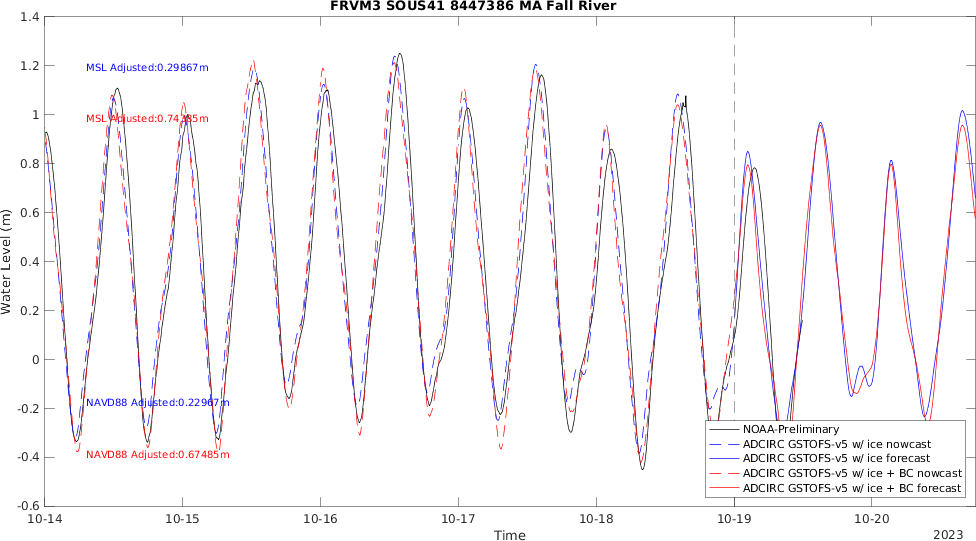 FRVM3 SOUS41 8447386 MA Fall River
1.4
1.2
1
0.8
0.6
0.4
0.2
0
-0.2
-0.4
-0.6
Water Level (m)
MSL Adjusted:0.29867m
MSL Adjusted:0.74485m
NAVD88 Adjusted:0.22967m
NAVD88 Adjusted:0.67485m
NOAA-Preliminary
ADCIRC GSTOFS-v5 w/ ice nowcast
ADCIRC GSTOFS-v5 w/ ice forecast
ADCIRC GSTOFS-v5 w/ ice + BC nowcast
ADCIRC GSTOFS-v5 w/ ice + BC forecast
10-14
10-15
10-16
10-17
10-18
10-19
10-20
Time
2023